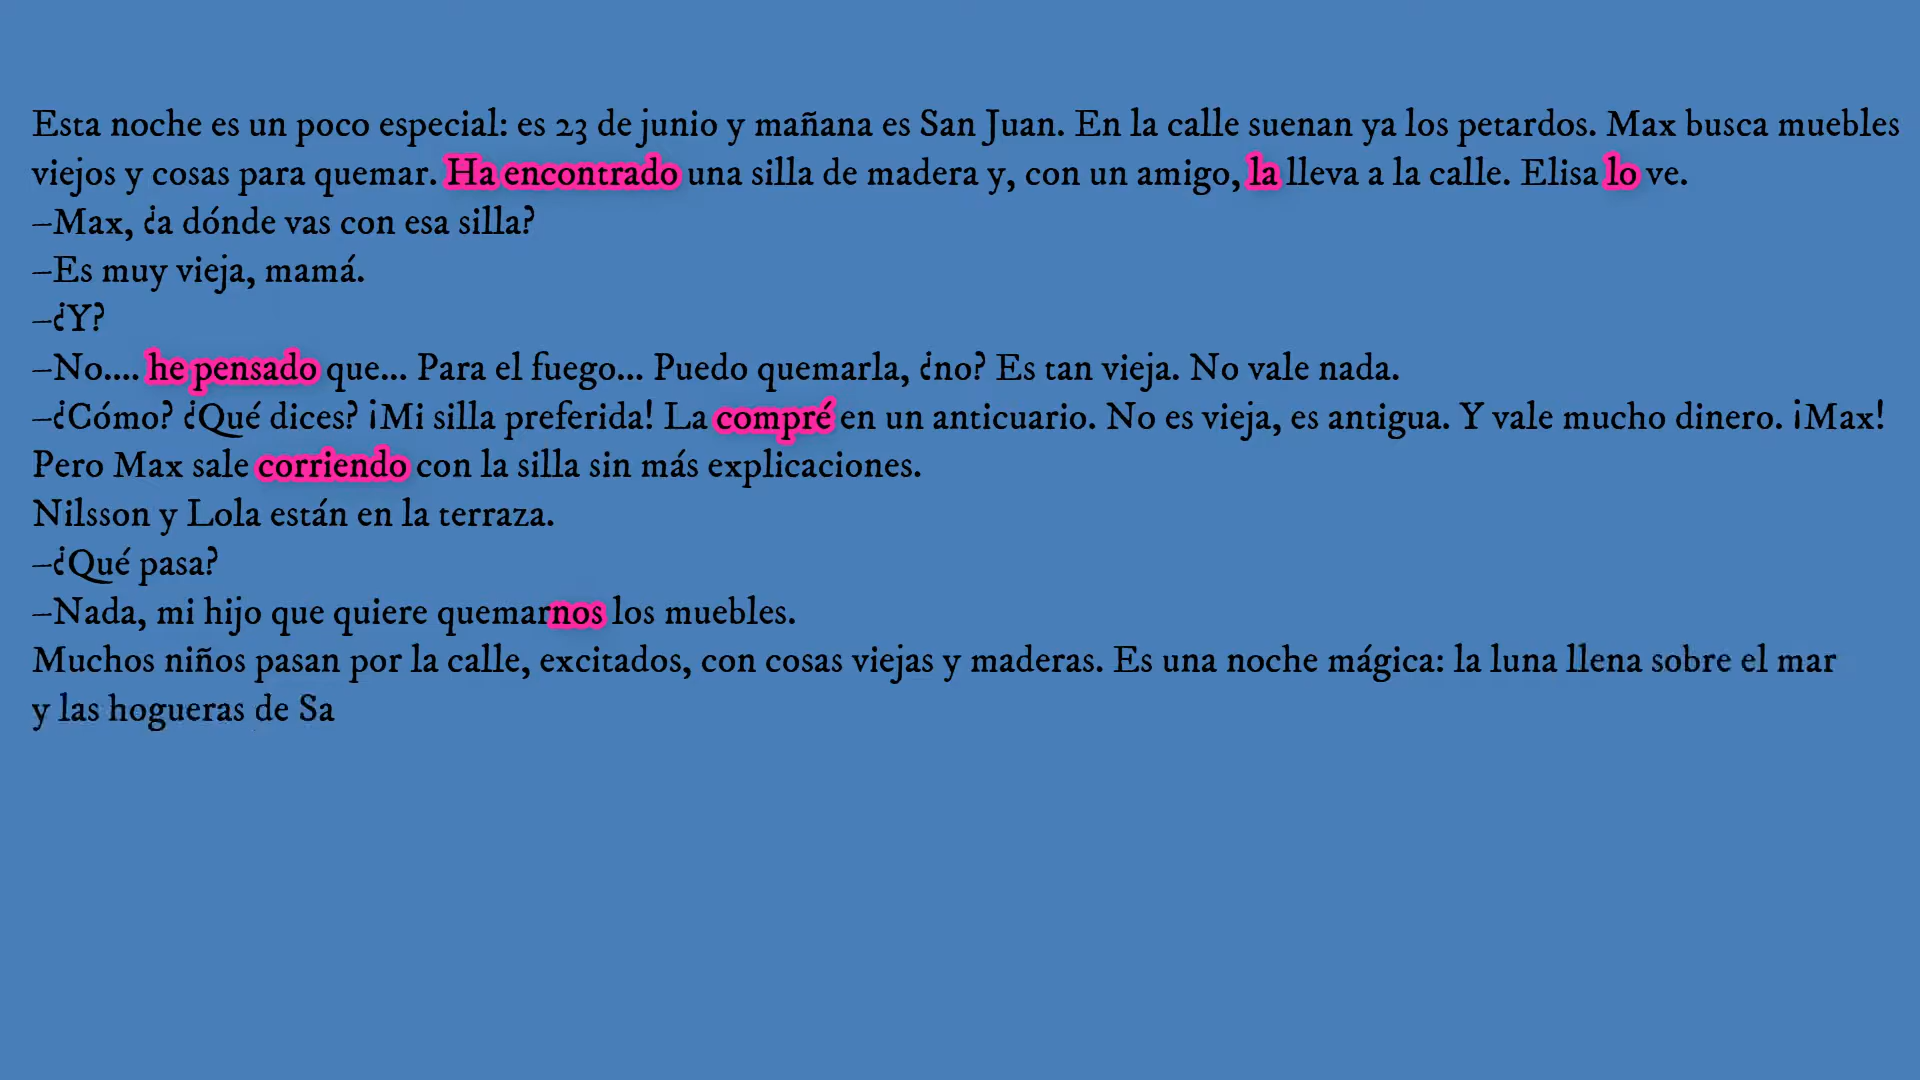 Esta noche es un poco especial: es 23 de junio y mañana es San Juan. En la calle suenan ya los petardos. Max busca muebles
viejos y cosas para quemar. Ha encontrado una silla de madera y, con un amigo, la lleva a la calle. Elisa lo ve.
–Max, ¿a dónde vas con esa silla?
–Es muy vieja, mamá.
–¿Y?
–No.... he pensado que... Para el fuego... Puedo quemarla, ¿no? Es tan vieja. No vale nada.
–¿Cómo? ¿Qué dices? ¡Mi silla preferida! La compré en un anticuario. No es vieja, es antigua. Y vale mucho dinero. ¡Max!
Pero Max sale corriendo con la silla sin más explicaciones.
Nilsson y Lola están en la terraza.
–¿Qué pasa?
–Nada, mi hijo que quiere quemarnos los muebles.
Muchos niños pasan por la calle, excitados, con cosas viejas y maderas. Es una noche mágica: la luna llena sobre el mar
y las hogueras de Sa